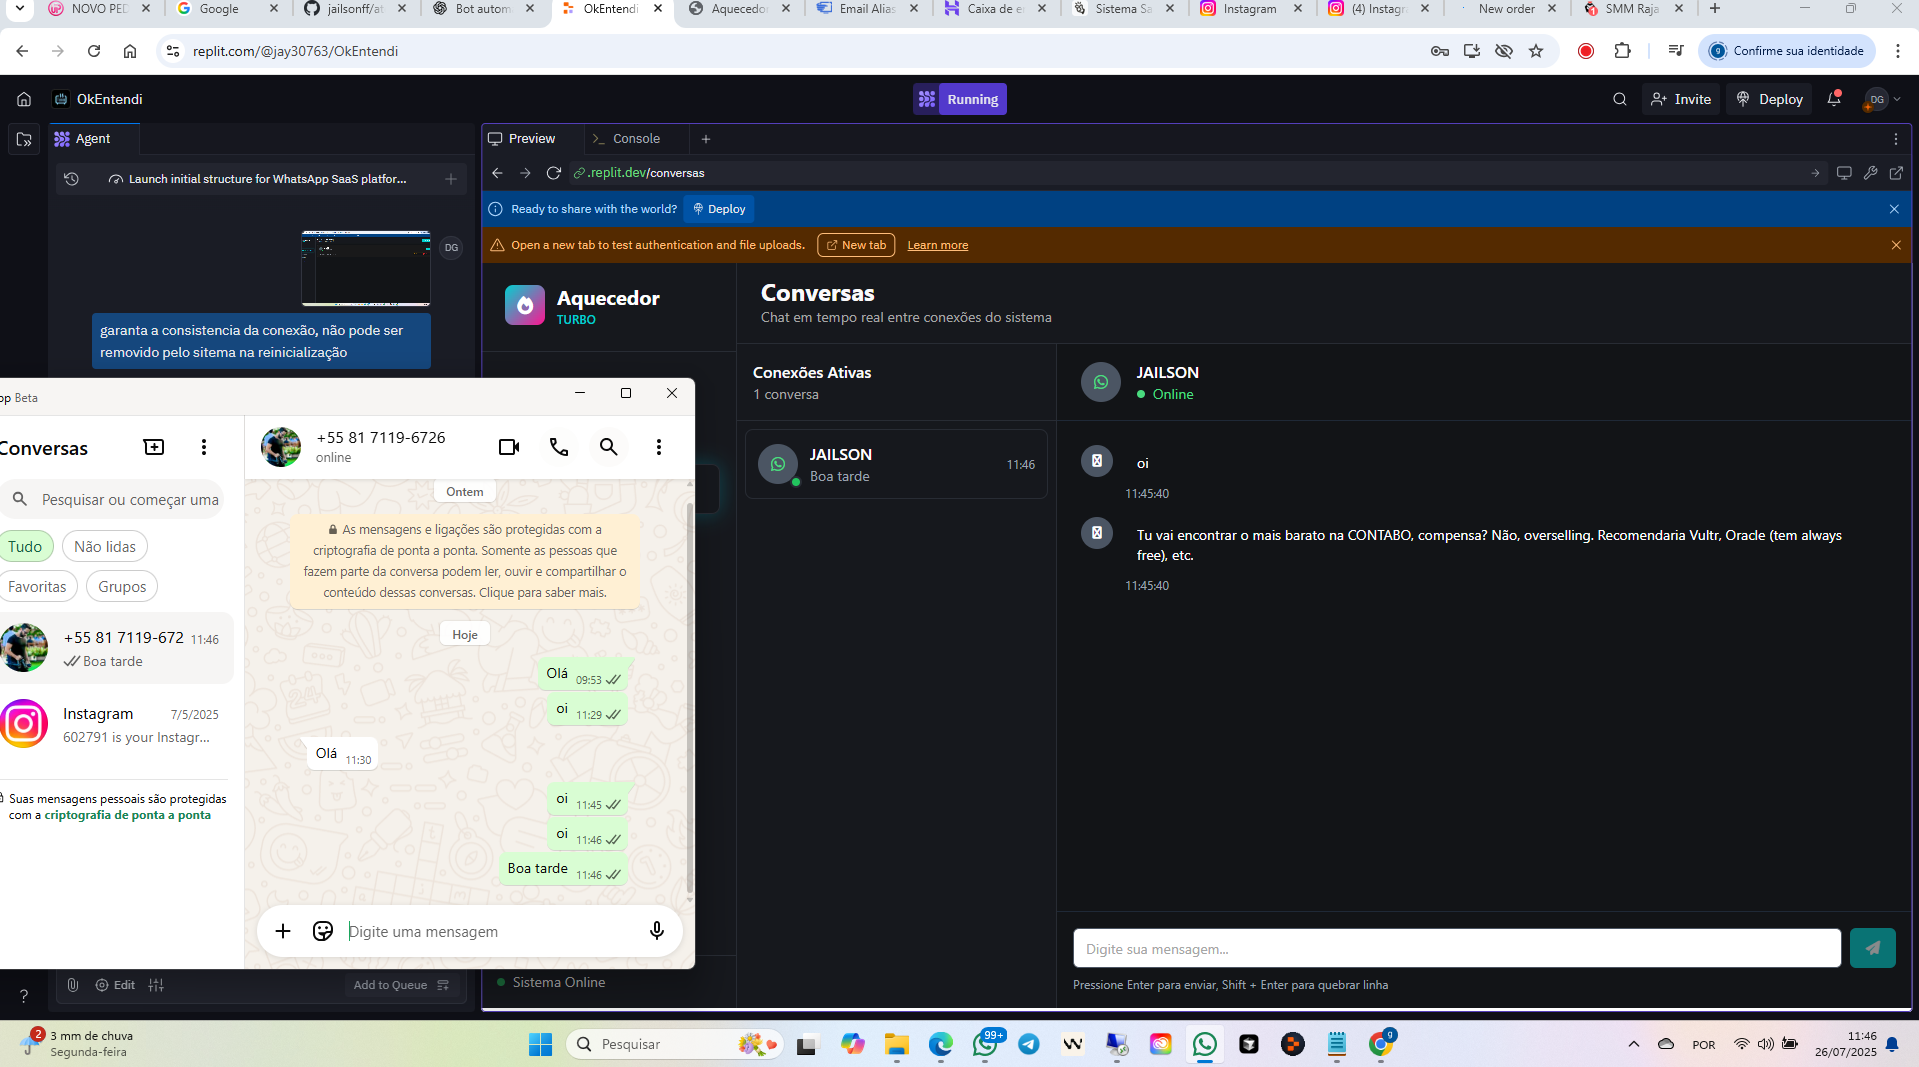 NOVO PED
Google
jailsonff/at
Bot autom
OkEntendi
Aquecedor
Email Alias
Caixa de e
Sistema Sa
Instagram
(4) Instagr
New order
SMM Raja
replit.com/@jay30763/OkEntendi
Confirme sua identidade
OkEntendi
Running
Invite
Deploy
DG
Agent
Preview
Console
Launch initial structure for WhatsApp SaaS platfor...
.replit.dev/conversas
Ready to share with the world?
Deploy
Open a new tab to test authentication and file uploads.
New tab
Learn more
DG
garanta a consistencia da conexão, não pode ser
removido pelo sitema na reinicialização
Aquecedor
TURBO
Conversas
Chat em tempo real entre conexões do sistema
Conexões Ativas
1 conversa
JAILSON
Boa tarde
11:46
JAILSON
Online
oi
11:45:40
Tu vai encontrar o mais barato na CONTABO, compensa? Não, overselling. Recomendaria Vultr, Oracle (tem always
free), etc.
11:45:40
Digite sua mensagem...
Pressione Enter para enviar, Shift + Enter para quebrar linha
Sistema Online
pp Beta
Conversas
Pesquisar ou começar uma
Tudo
Não lidas
Favoritas
Grupos
+55 81 7119-672
11:46
Boa tarde
Instagram
7/5/2025
602791 is your Instagr...
Suas mensagens pessoais são protegidas
com a criptografia de ponta a ponta
+55 81 7119-6726
online
Ontem
As mensagens e ligações são protegidas com a
criptografia de ponta a ponta. Somente as pessoas que
fazem parte da conversa podem ler, ouvir e compartilhar o
conteúdo dessas conversas. Clique para saber mais.
Hoje
Olá 09:53
oi 11:29
Olá 11:30
oi 11:45
oi 11:46
Boa tarde 11:46
Digite uma mensagem
Edit
Add to Queue
2
3 mm de chuva
Segunda-feira
Pesquisar
99+
POR
11:46
26/07/2025